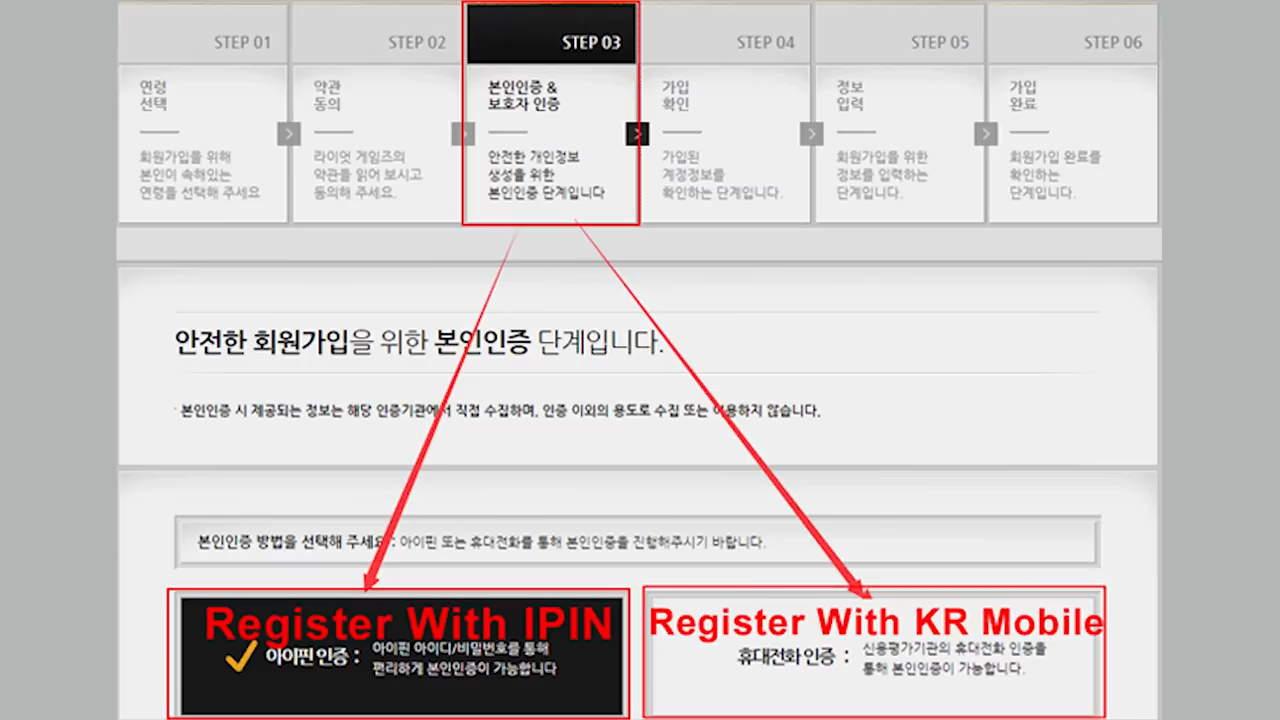 STEP 01
연령
선택
회원가입을 위해
본인이 속해있는
연령을 선택해 주세요
STEP 02
약관
동의
라이엇 게임즈의
약관을 읽어 보시고
동의해 주세요.
STEP 03
본인인증 &
보호자 인증
안전한 개인정보
생성을 위한
본인인증 단계입니다
STEP 04
가입
확인
가입된
계정정보를
확인하는 단계입니다.
STEP 05
정보
입력
회원가입을 위한
정보를 입력하는
단계입니다.
STEP 06
가입
완료
회원가입 완료를
확인하는
단계입니다.
안전한 회원가입을 위한 본인인증 단계입니다.
· 본인인증 시 제공되는 정보는 해당 인증기관에서 직접 수집하며, 인증 이외의 용도로 수집 또는 이용하지 않습니다.
본인인증 방법을 선택해 주세요 : 아이핀 또는 휴대전화를 통해 본인인증을 진행해주시기 바랍니다.
Register With IPIN
아이핀 인증 :
아이핀 아이디/비밀번호를 통해
편리하게 본인인증이 가능합니다
Register With KR Mobile
휴대전화 인증 :
신용평가기관의 휴대전화 인증을
통해 본인인증이 가능합니다.